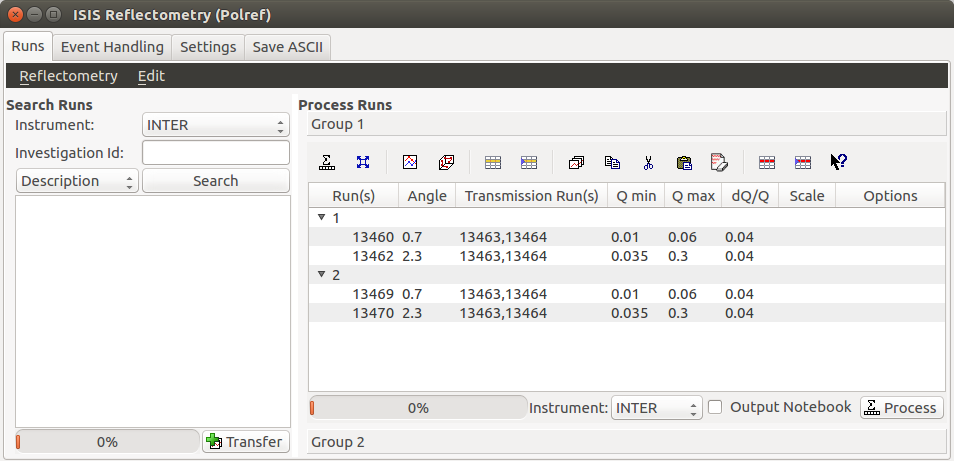 ISIS Reflectometry (Polref)
Runs Event Handling Settings Save ASCII
Reflectometry Edit
Search Runs
Instrument: INTER
Investigation Id:
Description Search
0% Transfer
Process Runs
Group 1
Run(s) Angle Transmission Run(s) Q min Q max dQ/Q Scale Options
1
13460 0.7 13463,13464 0.01 0.06 0.04
13462 2.3 13463,13464 0.035 0.3 0.04
2
13469 0.7 13463,13464 0.01 0.06 0.04
13470 2.3 13463,13464 0.035 0.3 0.04
0% Instrument: INTER Output Notebook Process
Group 2